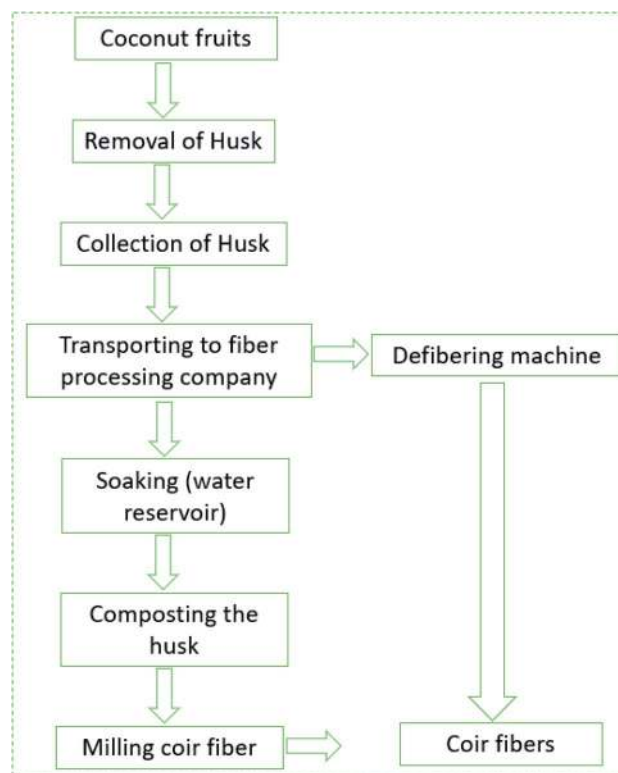 Coconut fruits
Removal of Husk
Collection of Husk
Transporting to fiber
processing company
Defibering machine
Soaking (water
reservoir)
Composting the
husk
Milling coir fiber
Coir fibers